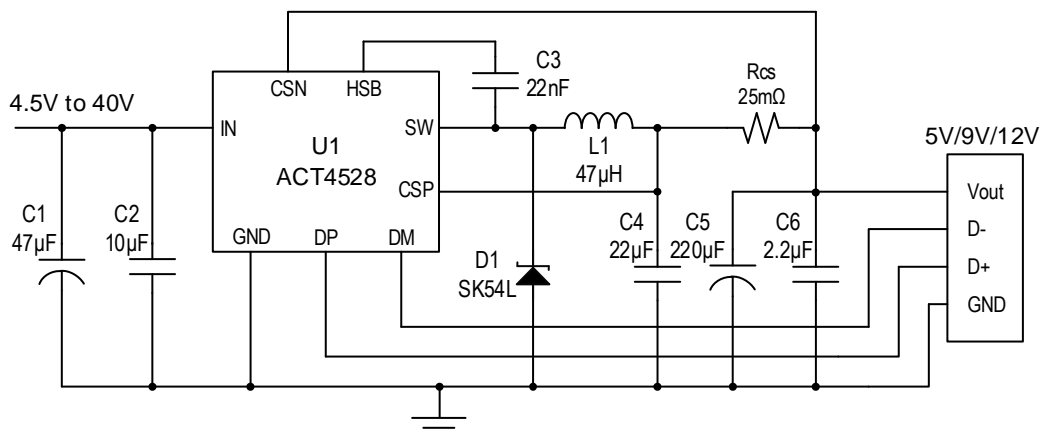 CSN
HSB
C3
22nF
Rcs
25mΩ
4.5V to 40V
IN
SW
U1
ACT4528
L1
47µH
5V/9V/12V
CSP
Vout
C1
47µF
C2
10µF
GND
DP
DM
D1
SK54L
C4
22µF
C5
220µF
C6
2.2µF
D-
D+
GND